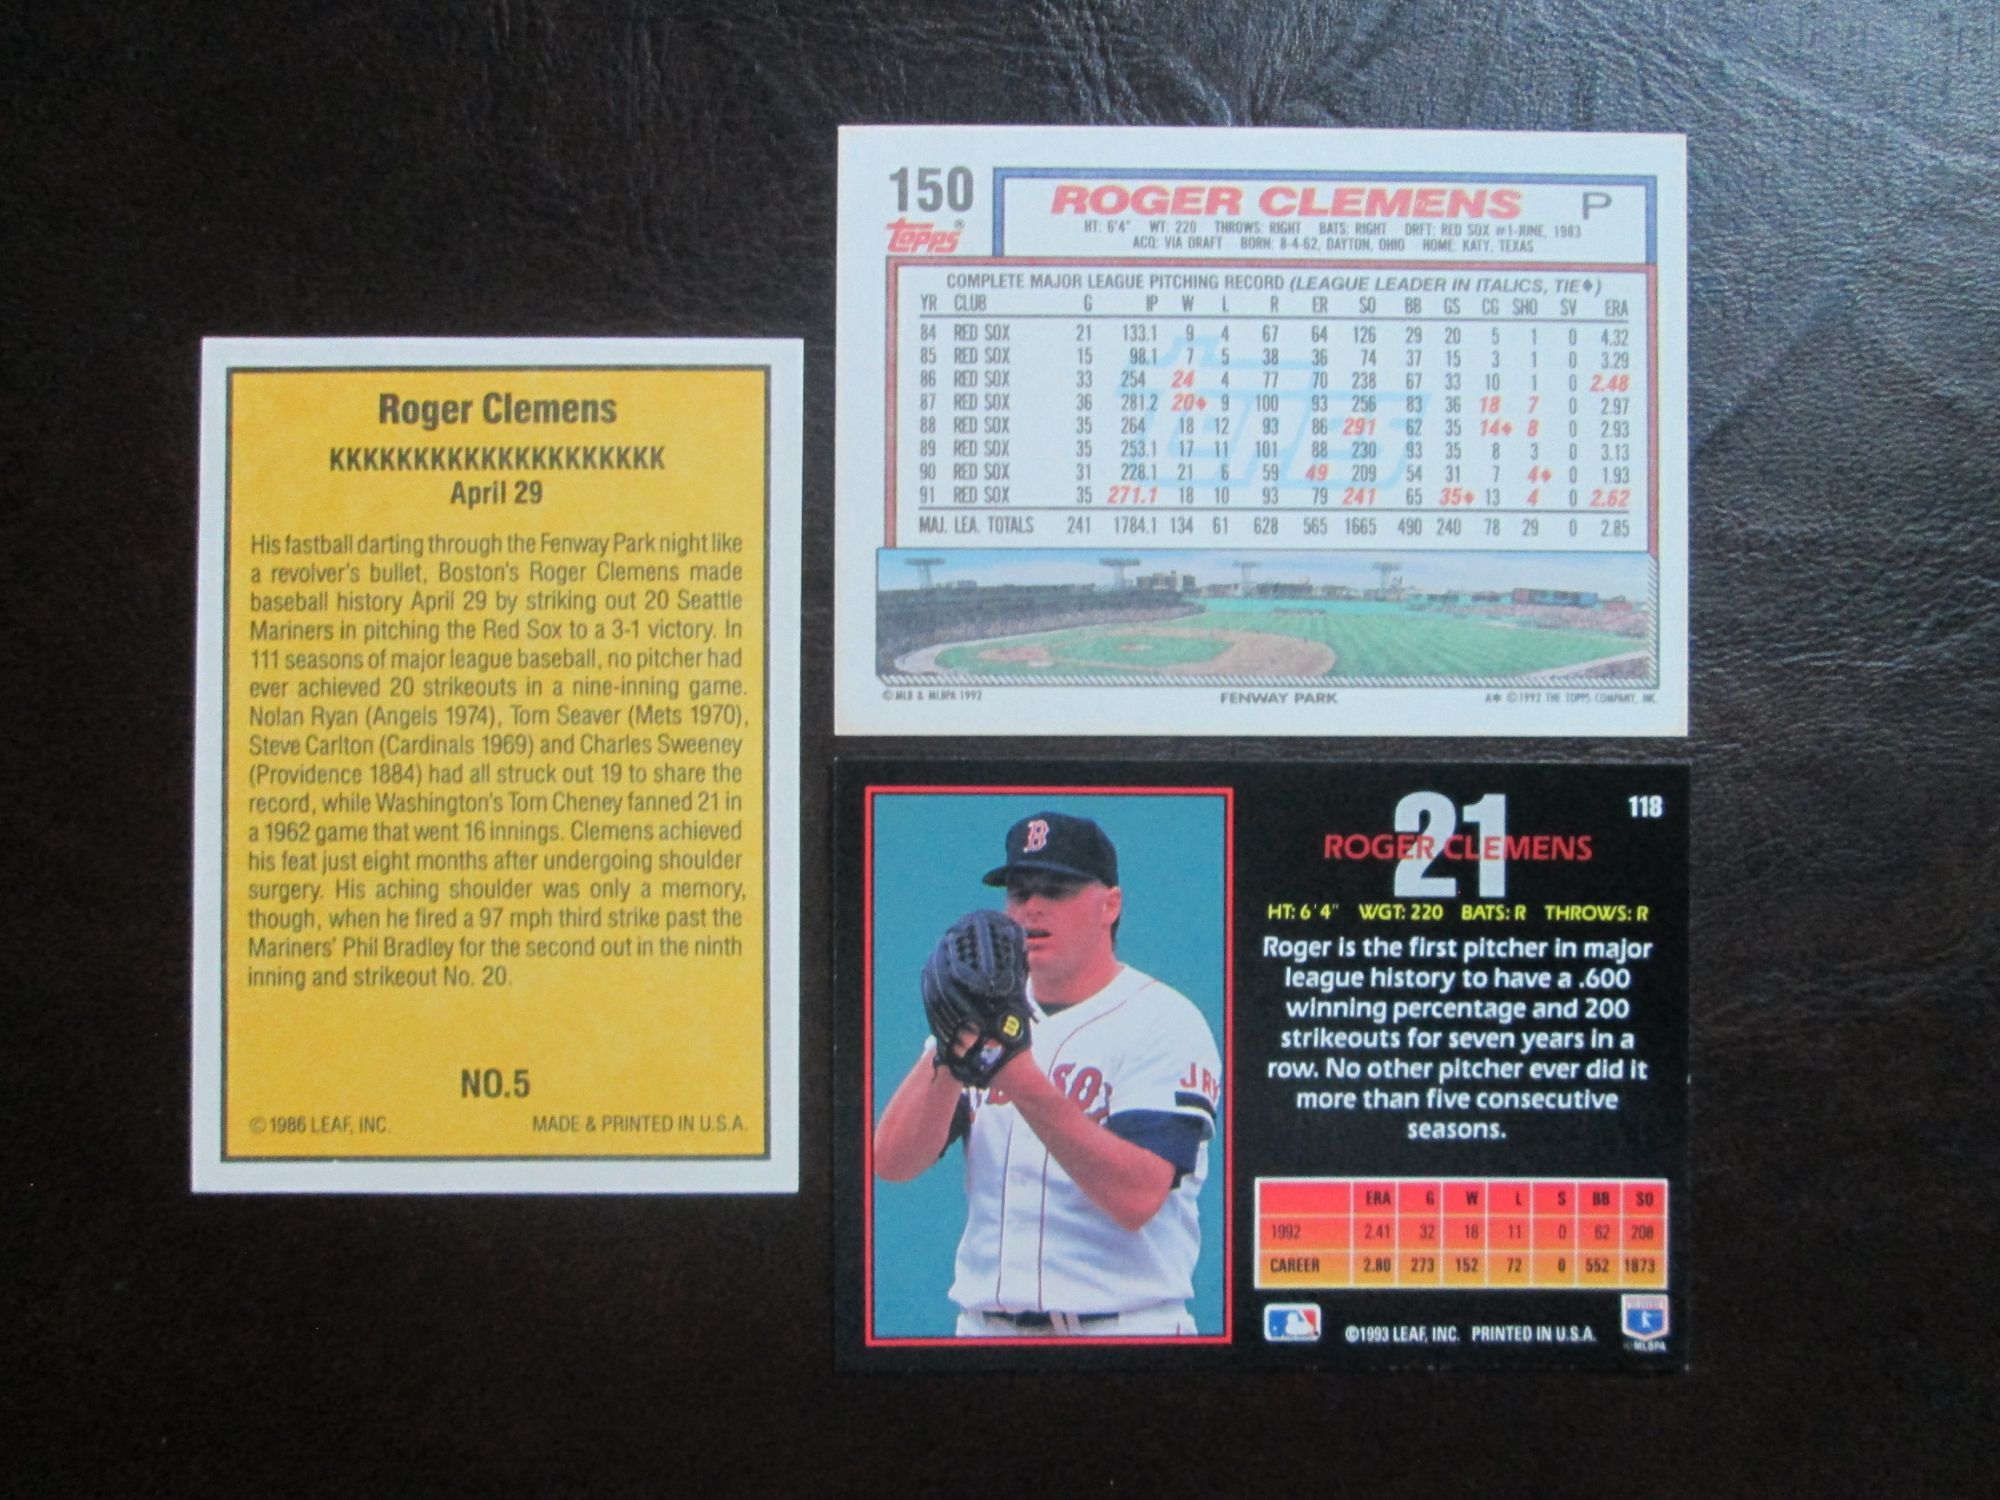 Roger Clemens
KKKKKKKKKKKKKKKKKKKK
April 29
His fastball darting through the Fenway Park night like
a revolver's bullet, Boston's Roger Clemens made
baseball history April 29 by striking out 20 Seattle
Mariners in pitching the Red Sox to a 3-1 victory. In
111 seasons of major league baseball, no pitcher had
ever achieved 20 strikeouts in a nine-inning game.
Nolan Ryan (Angels 1974), Tom Seaver (Mets 1970),
Steve Carlton (Cardinals 1969) and Charles Sweeney
(Providence 1884) had all struck out 19 to share the
record, while Washington's Tom Cheney fanned 21 in
a 1962 game that went 16 innings. Clemens achieved
his feat just eight months after undergoing shoulder
surgery. His aching shoulder was only a memory,
though, when he fired a 97 mph third strike past the
Mariners' Phil Bradley for the second out in the ninth
inning and strikeout No. 20.
NO.5
© 1986 LEAF, INC. MADE & PRINTED IN U.S.A.
150
Topps®
ROGER CLEMENS P
HT: 6'4" WT: 220 THROWS: RIGHT BATS: RIGHT DRFT: RED SOX #1-JUNE, 1983
ACQ: VIA DRAFT BORN: 8-4-62, DAYTON, OHIO HOME: KATY, TEXAS
COMPLETE MAJOR LEAGUE PITCHING RECORD (LEAGUE LEADER IN ITALICS, TIE♦)
YR CLUB G IP W L R ER SO BB GS CG SHO SV ERA
84 RED SOX 21 133.1 9 4 67 64 126 29 20 5 1 0 4.32
85 RED SOX 15 98.1 7 5 38 36 74 37 15 3 1 0 3.29
86 RED SOX 33 254 24 4 77 70 238 67 33 10 1 0 2.48
87 RED SOX 36 281.2 20♦ 9 100 93 256 83 36 18 7 0 2.97
88 RED SOX 35 264 18 12 93 86 291 62 35 14♦ 8 0 2.93
89 RED SOX 35 253.1 17 11 101 88 230 93 35 8 3 0 3.13
90 RED SOX 31 228.1 21 6 59 49 209 54 31 7 4♦ 0 1.93
91 RED SOX 35 271.1 18 10 93 79 241 65 35♦ 13 4 0 2.62
MAJ. LEA. TOTALS 241 1784.1 134 61 628 565 1665 490 240 78 29 0 2.85
© MLB & MLBPA 1992 FENWAY PARK A✱ © 1992 THE TOPPS COMPANY, INC.
118
21
ROGER CLEMENS
HT: 6'4" WGT: 220 BATS: R THROWS: R
Roger is the first pitcher in major
league history to have a .600
winning percentage and 200
strikeouts for seven years in a
row. No other pitcher ever did it
more than five consecutive
seasons.
ERA G W L S BB SO
1992 2.41 32 18 11 0 62 208
CAREER 2.80 273 152 72 0 552 1873
©1993 LEAF, INC. PRINTED IN U.S.A.
©MLBPA
B
SOX
JR